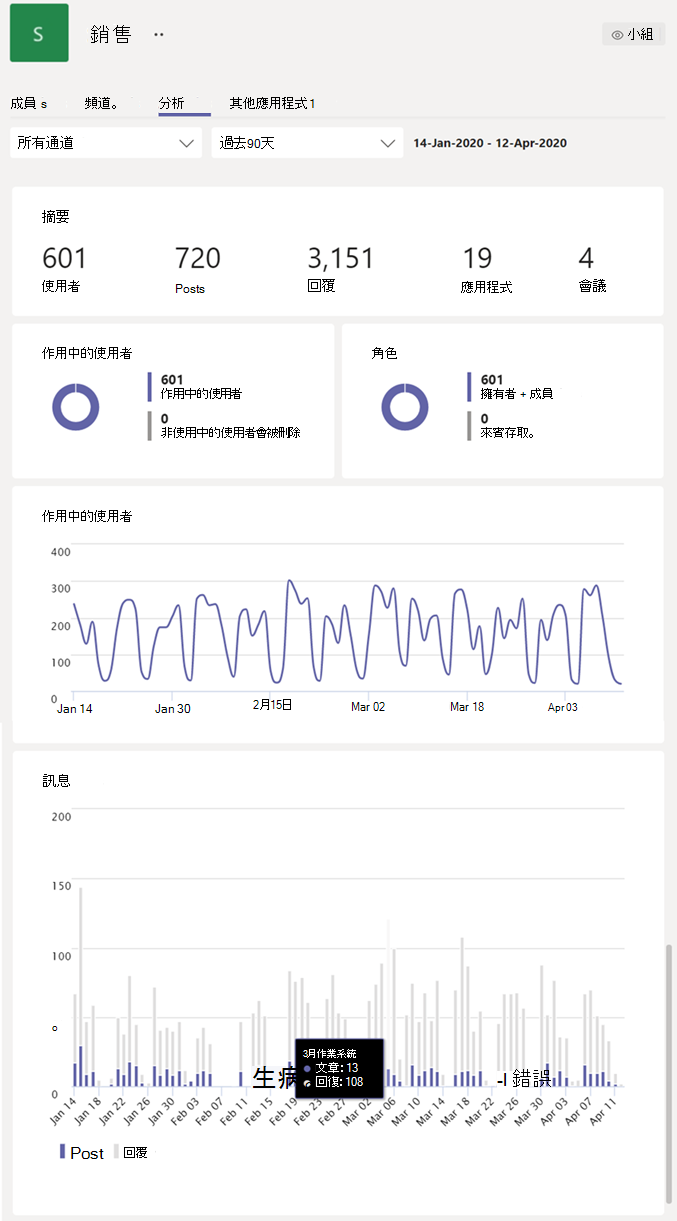 S 銷售 ··
小組
成員 s 頻道。 分析 其他應用程式 1
所有通道 過去90天 14-Jan-2020 - 12-Apr-2020
摘要
601 720 3,151 19 4
使用者 Posts 回覆 應用程式 會議
作用中的使用者
601
作用中的使用者
0
非使用中的使用者會被刪除
角色
601
擁有者 + 成員
0
來賓存取。
作用中的使用者
400
300
200
100
0
Jan 14 Jan 30 2月15日 Mar 02 Mar 18 Apr 03
訊息
200
150
100
0
3月作業系統
文章: 13
回復: 108
生病
-I 錯誤
Jan 14 Jan 18 Jan 22 Jan 26 Jan 30 Feb 03 Feb 07 Feb 11 Feb 15 Feb 19 Feb 23 Feb 27 Mar 02 Mar 06 Mar 10 Mar 14 Mar 18 Mar 22 Mar 26 Mar 30 Apr 03 Apr 07 Apr 11
Post 回覆